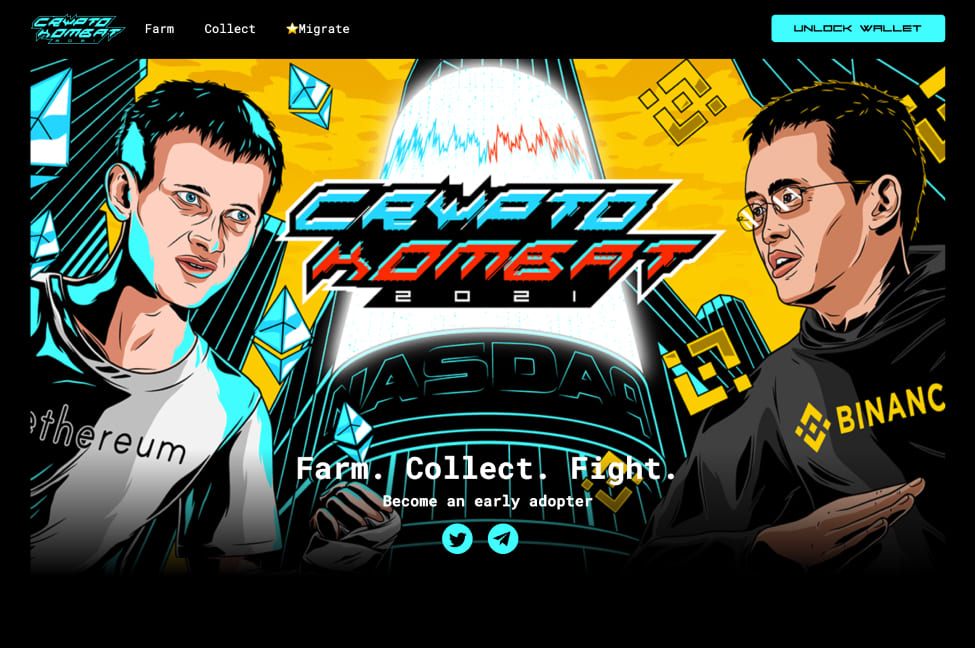 CRYPTO
KOMBAT
2021
Farm
Collect
Migrate
UNLOCK WALLET
CRYPTO
KOMBAT
2021
NASDAQ
ethereum
BINANC
Farm. Collect. Fight.
Become an early adopter